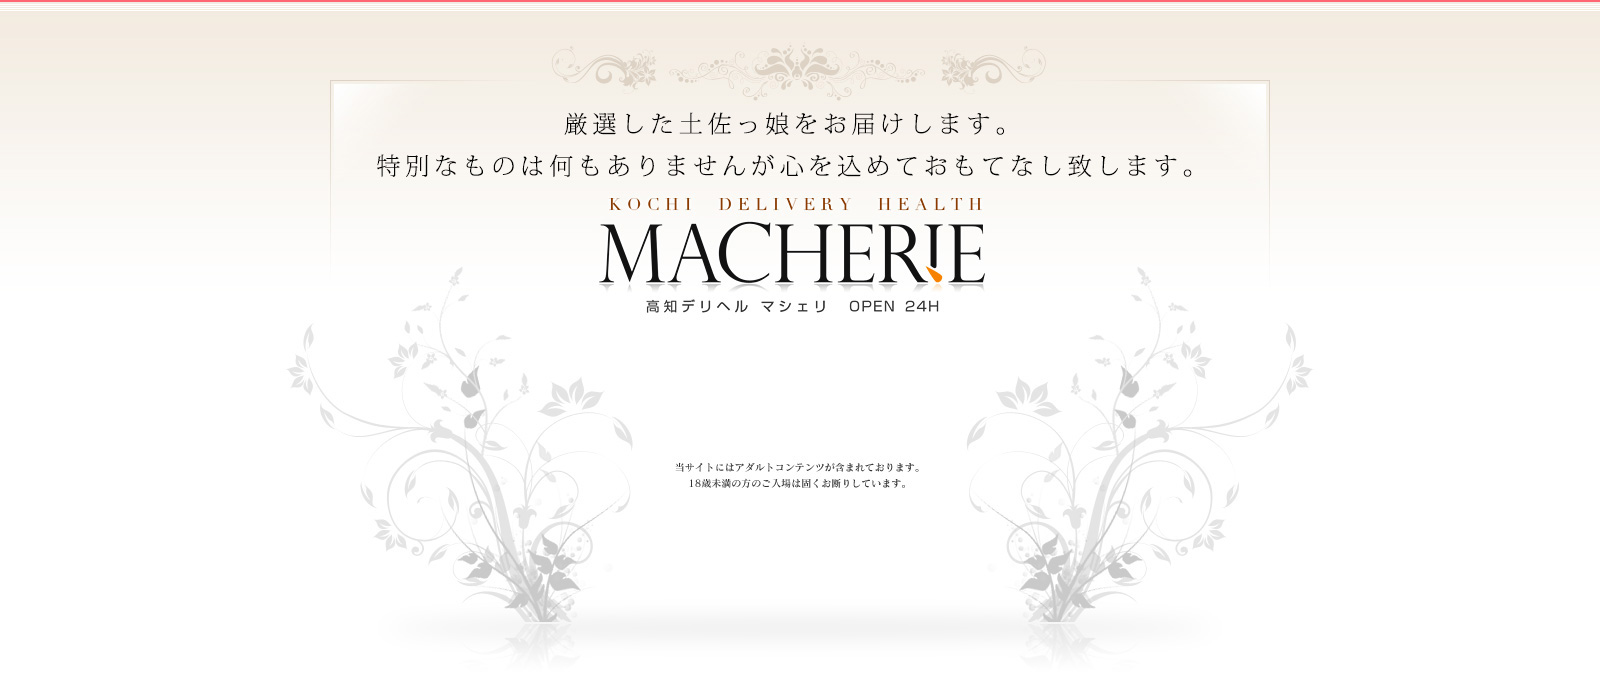 厳選した土佐っ娘をお届けします。
特別なものは何もありませんが心を込めておもてなし致します。
KOCHI DELIVERY HEALTH
MACHERIE
高知デリヘル マシェリ OPEN 24H
当サイトにはアダルトコンテンツが含まれております。
18歳未満の方のご入場は固くお断りしています。